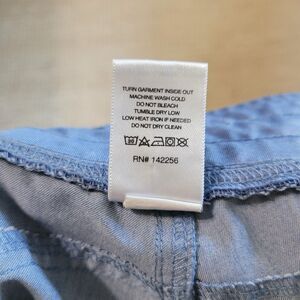 TURN GARMENT INSIDE OUT
MACHINE WASH COLD
DO NOT BLEACH
TUMBLE DRY LOW
LOW HEAT IRON IF NEEDED
DO NOT DRY CLEAN
RN# 142256